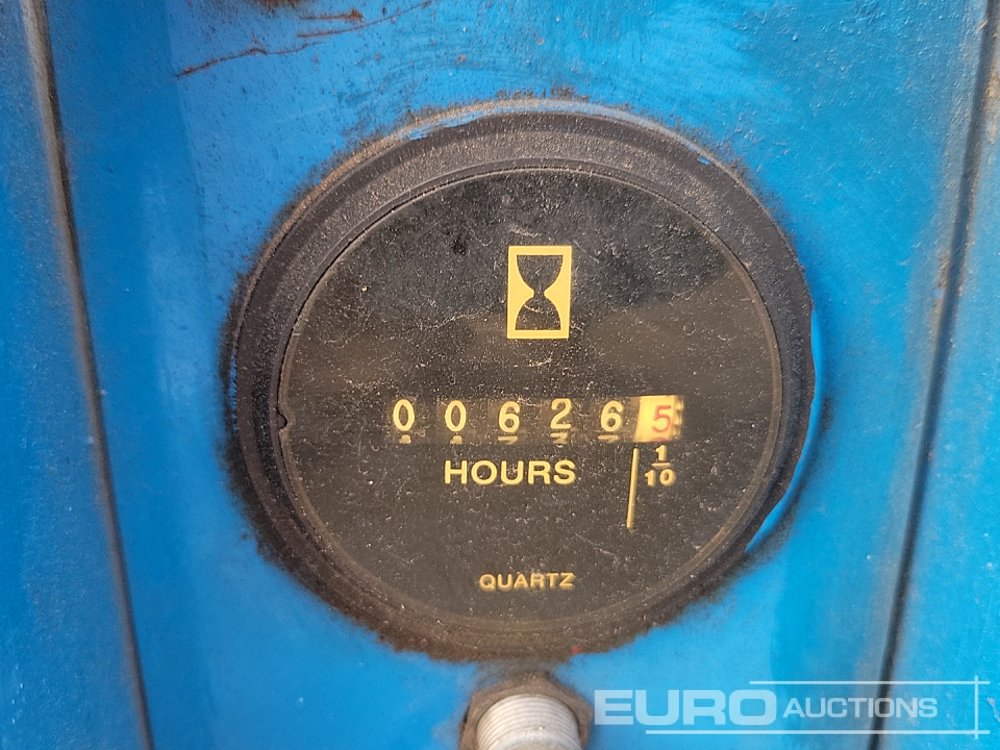 006265
HOURS
1/10
QUARTZ
EURO AUCTIONS